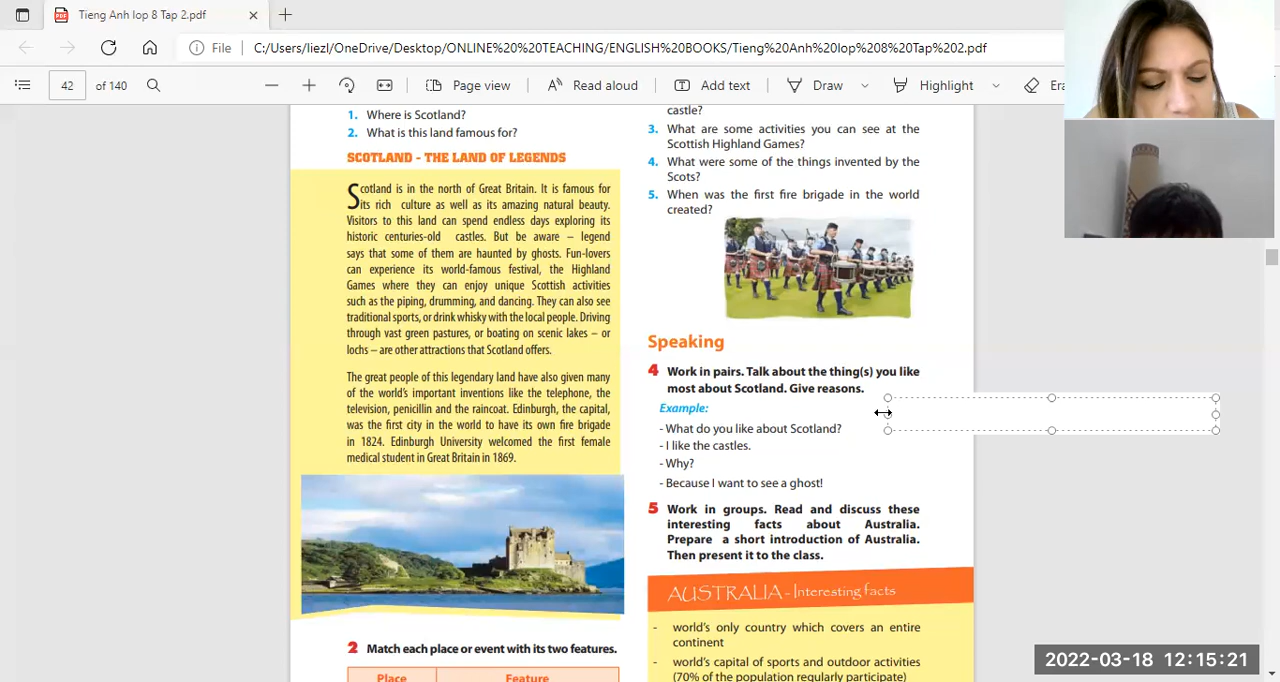 Tieng Anh lop 8 Tap 2.pdf
File
C:/Users/liezl/OneDrive/Desktop/ONLINE%20%20TEACHING/ENGLISH%20BOOKS/Tieng%20Anh%20lop%208%20Tap%202.pdf
42
of 140
Page view
Read aloud
Add text
Draw
Highlight
1. Where is Scotland?
2. What is this land famous for?
SCOTLAND - THE LAND OF LEGENDS
Scotland is in the north of Great Britain. It is famous for
its rich culture as well as its amazing natural beauty.
Visitors to this land can spend endless days exploring its
historic centuries-old castles. But be aware – legend
says that some of them are haunted by ghosts. Fun-lovers
can experience its world-famous festival, the Highland
Games where they can enjoy unique Scottish activities
such as the piping, drumming, and dancing. They can also see
traditional sports, or drink whisky with the local people. Driving
through vast green pastures, or boating on scenic lakes – or
lochs – are other attractions that Scotland offers.
The great people of this legendary land have also given many
of the world's important inventions like the telephone, the
television, penicillin and the raincoat. Edinburgh, the capital,
was the first city in the world to have its own fire brigade
in 1824. Edinburgh University welcomed the first female
medical student in Great Britain in 1869.
2 Match each place or event with its two features.
Place Feature
castle?
3. What are some activities you can see at the
Scottish Highland Games?
4. What were some of the things invented by the
Scots?
5. When was the first fire brigade in the world
created?
Speaking
4 Work in pairs. Talk about the thing(s) you like
most about Scotland. Give reasons.
Example:
- What do you like about Scotland?
- I like the castles.
- Why?
- Because I want to see a ghost!
5 Work in groups. Read and discuss these
interesting facts about Australia.
Prepare a short introduction of Australia.
Then present it to the class.
AUSTRALIA - Interesting facts
- world's only country which covers an entire
continent
- world's capital of sports and outdoor activities
(70% of the population regularly participate)
2022-03-18 12:15:21